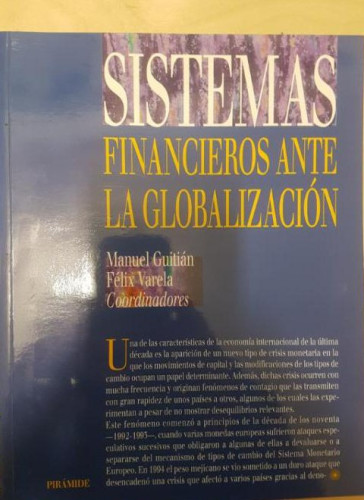 SISTEMAS
FINANCIEROS ANTE
LA GLOBALIZACIÓN
Manuel Guitián
Félix Varela
Coordinadores
Una de las características de la economía internacional de la última
década es la aparición de un nuevo tipo de crisis monetaria en la
que los movimientos de capital y las modificaciones de los tipos de
cambio ocupan un papel determinante. Además, dichas crisis ocurren con
mucha frecuencia y originan fenómenos de contagio que las transmiten
con gran rapidez de unos países a otros, algunos de los cuales las expe-
rimentan a pesar de no mostrar desequilibrios relevantes.
Este fenómeno comenzó a principios de la década de los noventa
—1992-1993—, cuando varias monedas europeas sufrieron ataques espe-
culativos sucesivos que obligaron a algunas de ellas a devaluarse o a
separarse del mecanismo de tipos de cambio del Sistema Monetario
Europeo. En 1994 el peso mejicano se vio sometido a un duro ataque que
desencadenó una crisis que afectó a varios países gracias al deno-
PIRÁMIDE